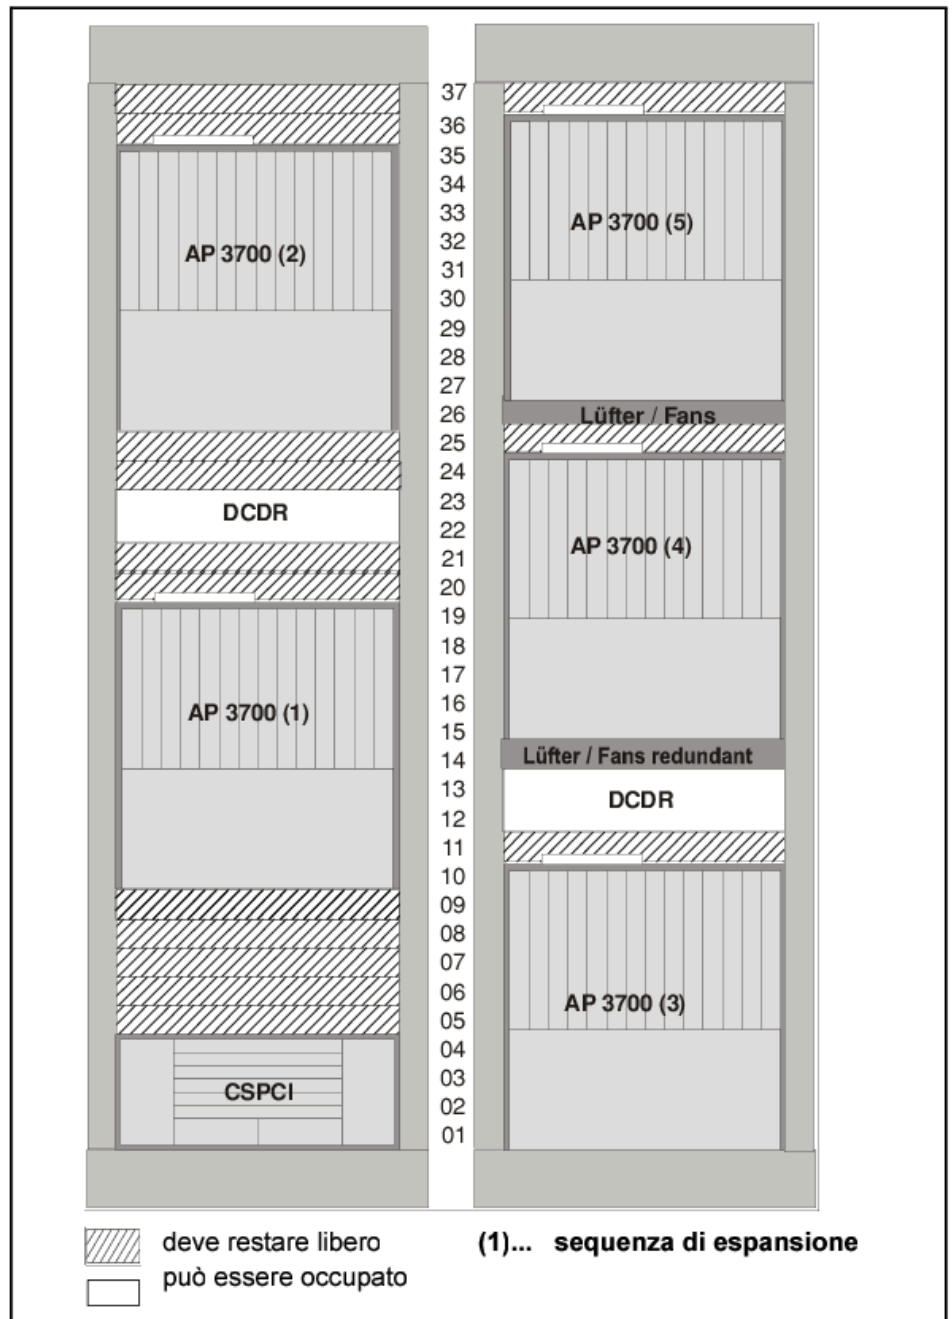 37
36
35
34
33
32
31
30
29
28
27
26
25
24
23
22
21
20
19
18
17
16
15
14
13
12
11
10
09
08
07
06
05
04
03
02
01
AP 3700 (2)
DCDR
AP 3700 (1)
CSPCI
AP 3700 (5)
Lüfter / Fans
AP 3700 (4)
Lüfter / Fans redundant
DCDR
AP 3700 (3)
deve restare libero
può essere occupato
(1)... sequenza di espansione